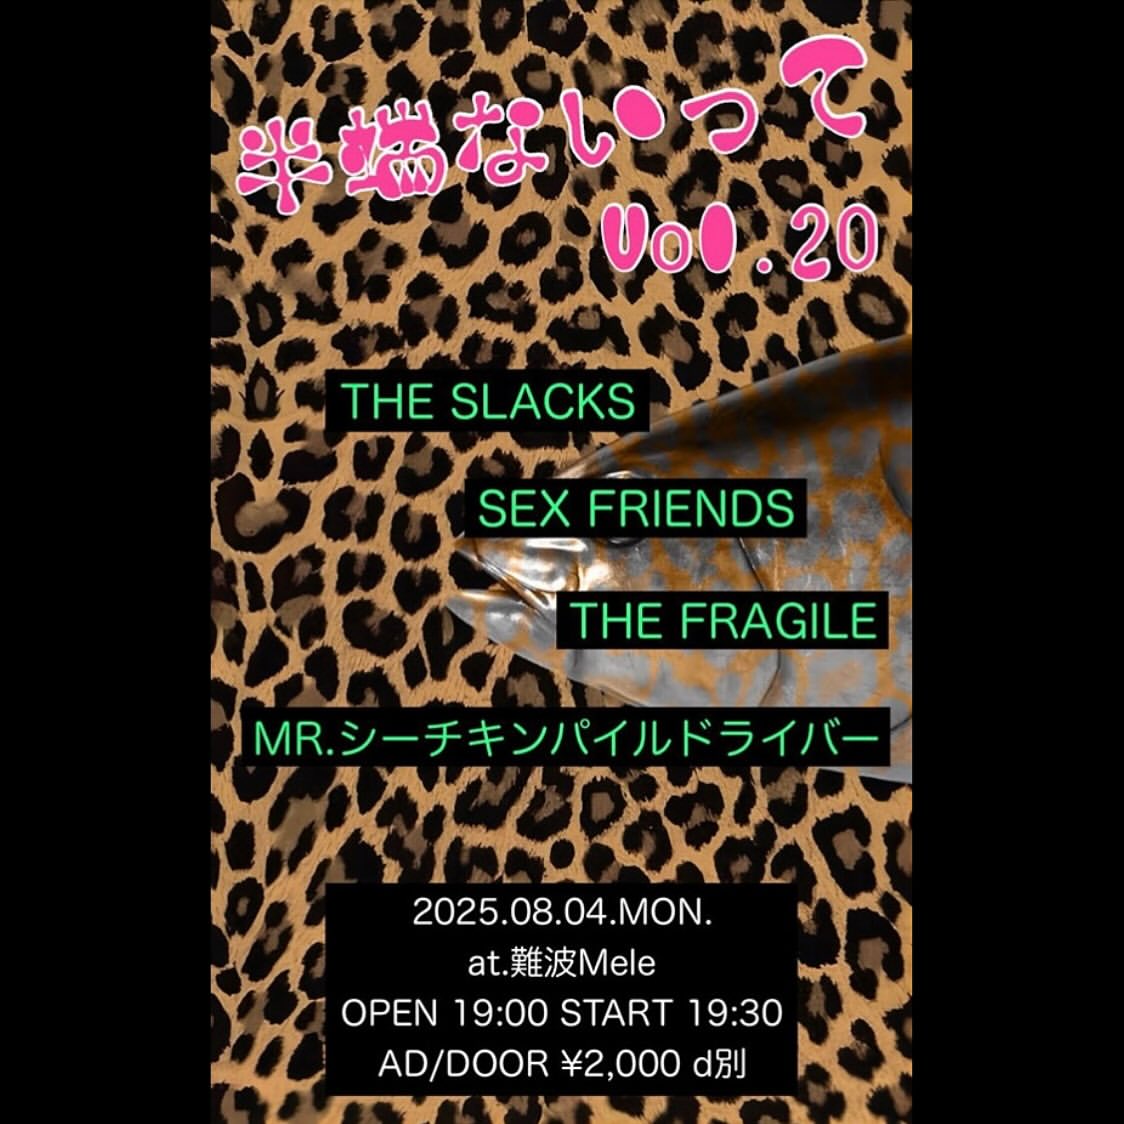 半端ないって
Vol.20
THE SLACKS
SEX FRIENDS
THE FRAGILE
MR.シーチキンパイルドライバー
2025.08.04.MON.
at.難波Mele
OPEN 19:00 START 19:30
AD/DOOR ¥2,000 d別